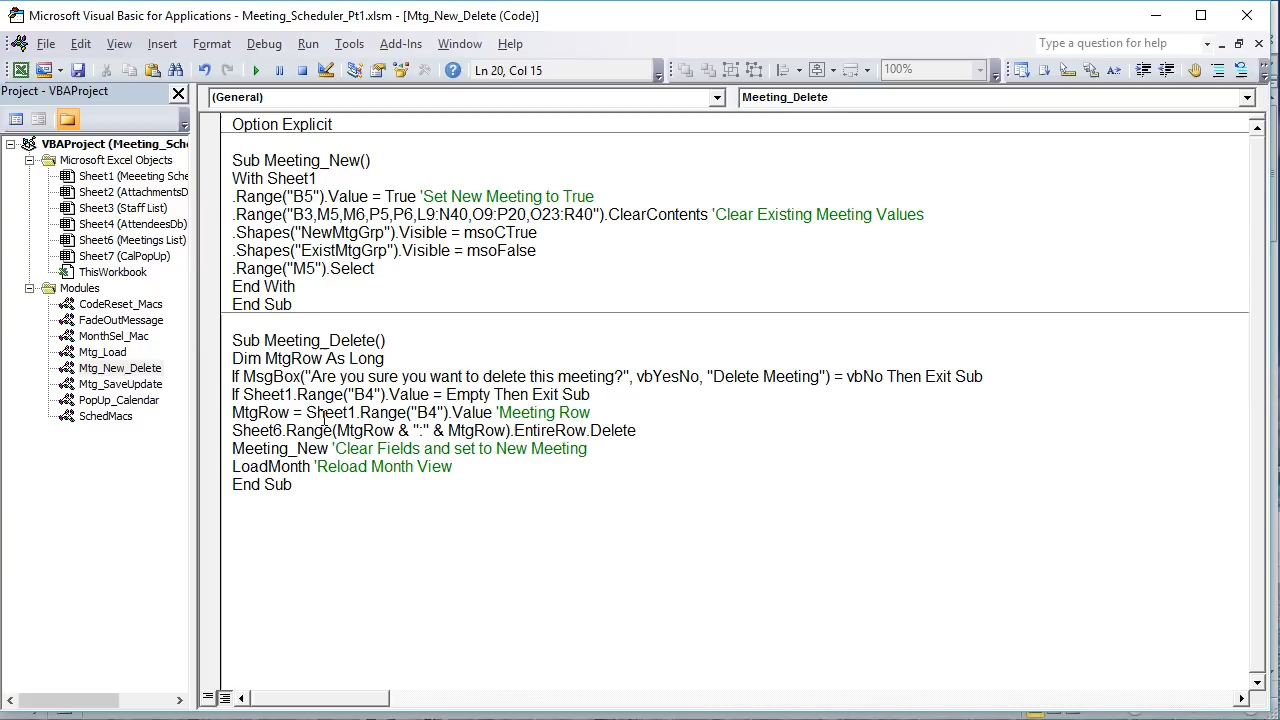 Microsoft Visual Basic for Applications - Meeting_Scheduler_Pt1.xlsm - [Mtg_New_Delete (Code)]
File Edit View Insert Format Debug Run Tools Add-Ins Window Help
Type a question for help
Ln 20, Col 15
100%
Project - VBAProject
(General)
Meeting_Delete
VBAProject (Meeting_Sche
Microsoft Excel Objects
Sheet1 (Meeeting Sche
Sheet2 (AttachmentsD
Sheet3 (Staff List)
Sheet4 (AttendeesDb)
Sheet6 (Meetings List)
Sheet7 (CalPopUp)
ThisWorkbook
Modules
CodeReset_Macs
FadeOutMessage
MonthSel_Mac
Mtg_Load
Mtg_New_Delete
Mtg_SaveUpdate
PopUp_Calendar
SchedMacs
Option Explicit
Sub Meeting_New()
With Sheet1
.Range("B5").Value = True 'Set New Meeting to True
.Range("B3,M5,M6,P5,P6,L9:N40,O9:P20,O23:R40").ClearContents 'Clear Existing Meeting Values
.Shapes("NewMtgGrp").Visible = msoCTrue
.Shapes("ExistMtgGrp").Visible = msoFalse
.Range("M5").Select
End With
End Sub
Sub Meeting_Delete()
Dim MtgRow As Long
If MsgBox("Are you sure you want to delete this meeting?", vbYesNo, "Delete Meeting") = vbNo Then Exit Sub
If Sheet1.Range("B4").Value = Empty Then Exit Sub
MtgRow = Sheet1.Range("B4").Value 'Meeting Row
Sheet6.Range(MtgRow & ":" & MtgRow).EntireRow.Delete
Meeting_New 'Clear Fields and set to New Meeting
LoadMonth 'Reload Month View
End Sub